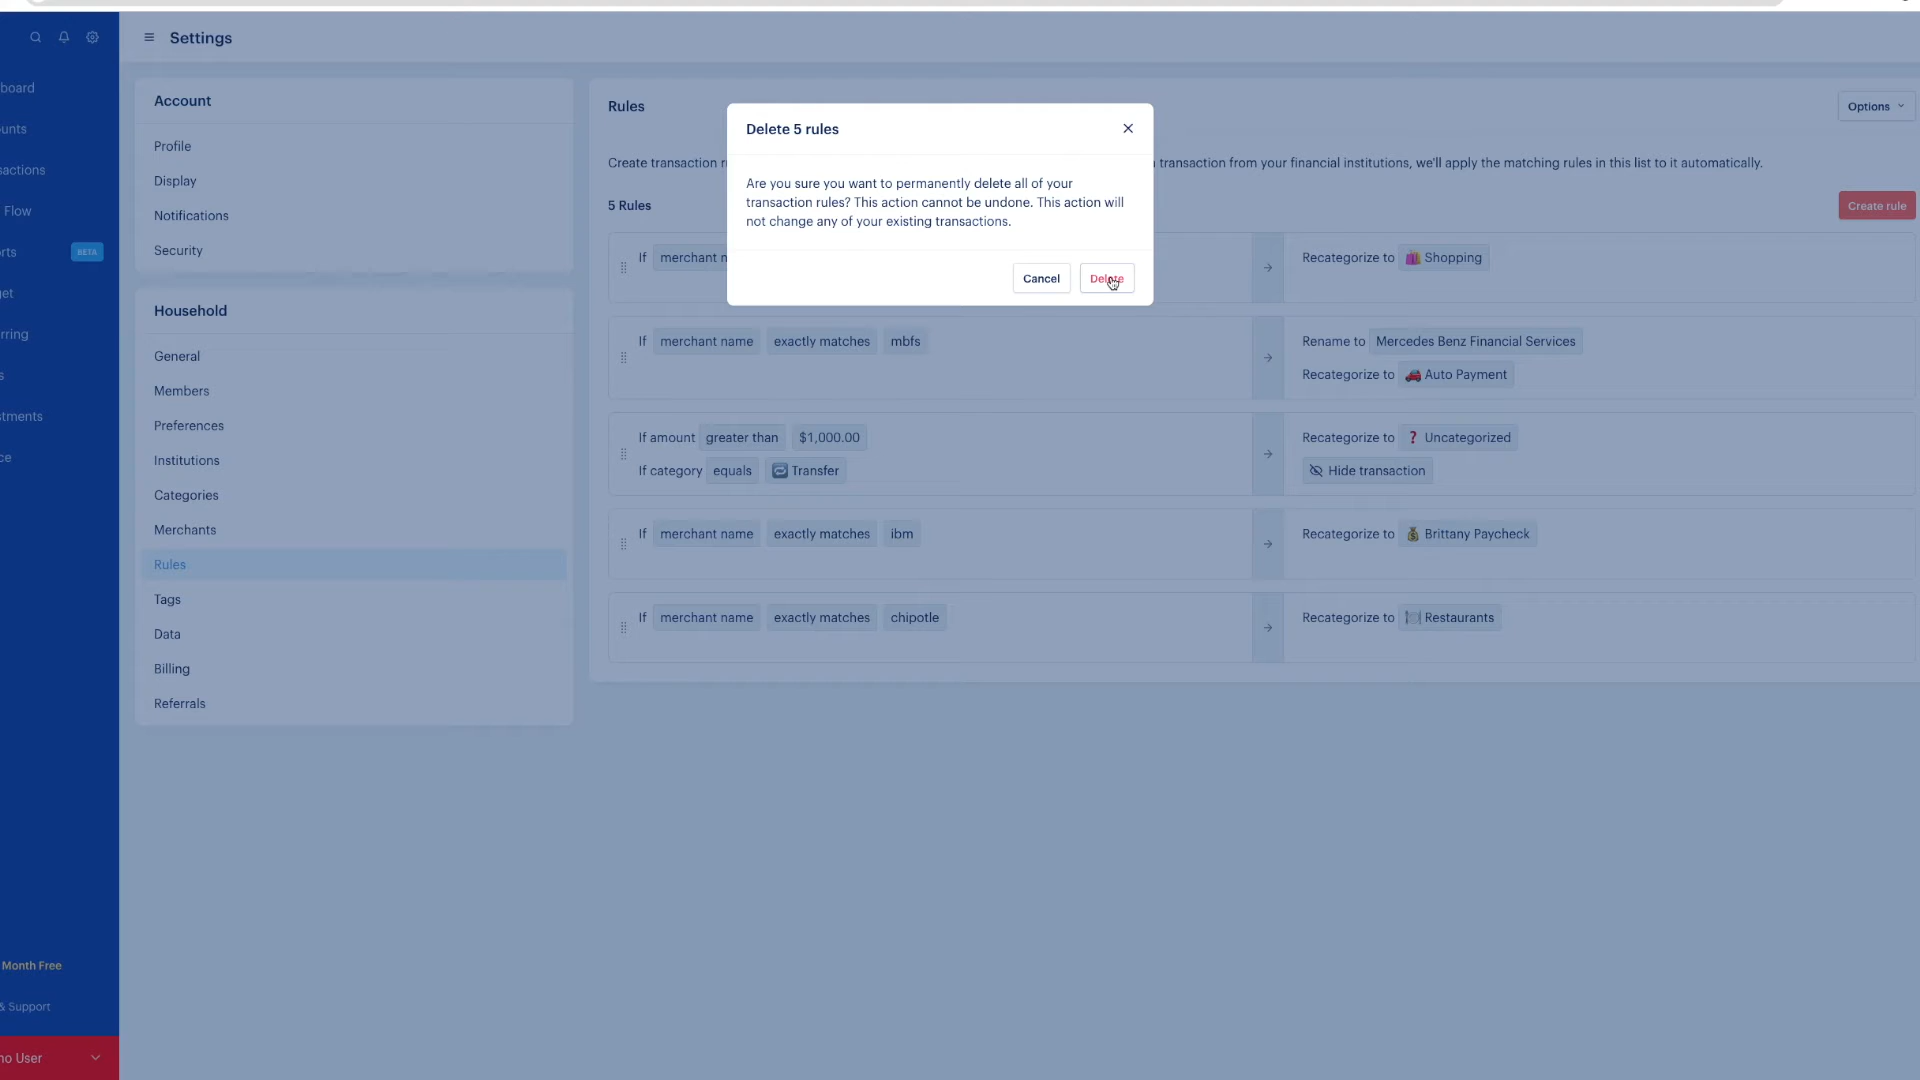 Settings
board
ounts
sactions
Flow
rts
BETA
get
rring
s
stments
ce
Month Free
& Support
no User
Account
Profile
Display
Notifications
Security
Household
General
Members
Preferences
Institutions
Categories
Merchants
Rules
Tags
Data
Billing
Referrals
Rules
Options
Create transaction ru
transaction from your financial institutions, we'll apply the matching rules in this list to it automatically.
5 Rules
Create rule
Delete 5 rules
Are you sure you want to permanently delete all of your
transaction rules? This action cannot be undone. This action will
not change any of your existing transactions.
Cancel
Delete
If merchant n
Recategorize to Shopping
If merchant name exactly matches mbfs
Rename to Mercedes Benz Financial Services
Recategorize to Auto Payment
If amount greater than $1,000.00
If category equals Transfer
Recategorize to Uncategorized
Hide transaction
If merchant name exactly matches ibm
Recategorize to Brittany Paycheck
If merchant name exactly matches chipotle
Recategorize to Restaurants